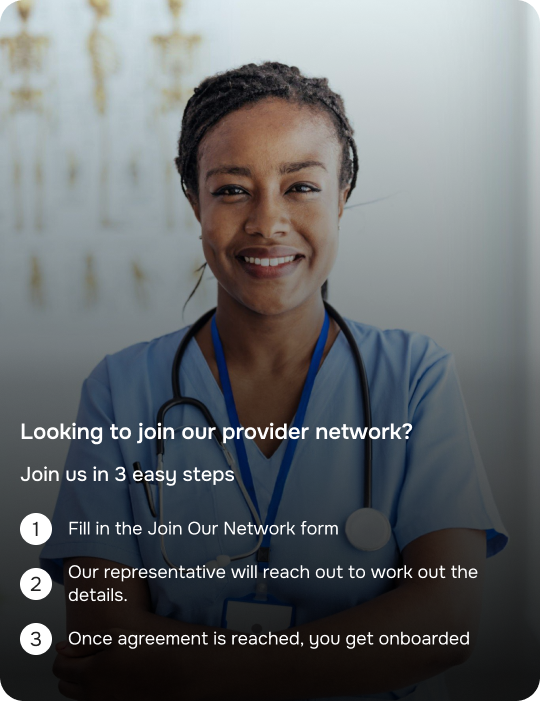 Looking to join our provider network?
Join us in 3 easy steps
1 Fill in the Join Our Network form
2 Our representative will reach out to work out the
details.
3 Once agreement is reached, you get onboarded